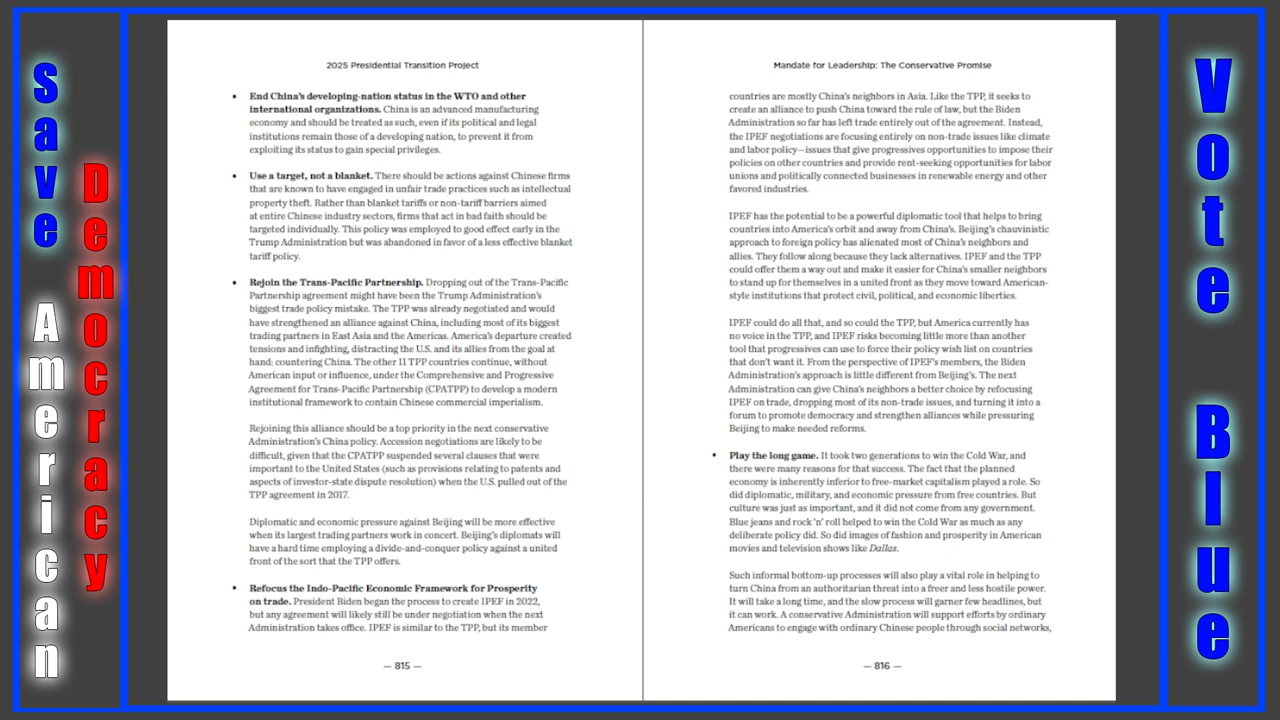 Save American
Democracy
2025 Presidential Transition Project
• End China's developing-nation status in the WTO and other
international organizations. China is an advanced manufacturing
economy and should be treated as such, even if its political and legal
institutions remain those of a developing nation, to prevent it from
exploiting its status to gain special privileges.
• Use a target, not a blanket. There should be actions against Chinese firms
that are known to have engaged in unfair trade practices such as intellectual
property theft. Rather than blanket tariffs or non-tariff barriers aimed
at entire Chinese industry sectors, firms that act in bad faith should be
targeted individually. This policy was employed to good effect early in the
Trump Administration but was abandoned in favor of a less effective blanket
tariff policy.
• Rejoin the Trans-Pacific Partnership. Dropping out of the Trans-Pacific
Partnership agreement might have been the Trump Administration's
biggest trade policy mistake. The TPP was already negotiated and would
have strengthened an alliance against China, including most of its biggest
trading partners in East Asia and the Americas. America's departure created
tensions and infighting, distracting the U.S. and its allies from the goal at
hand: countering China. The other 11 TPP countries continue, without
American input or influence, under the Comprehensive and Progressive
Agreement for Trans-Pacific Partnership (CPATPP) to develop a modern
institutional framework to contain Chinese commercial imperialism.
Rejoining this alliance should be a top priority in the next conservative
Administration's China policy. Accession negotiations are likely to be
difficult, given that the CPATPP suspended several clauses that were
important to the United States (such as provisions relating to patents and
aspects of investor-state dispute resolution) when the U.S. pulled out of the
TPP agreement in 2017.
Diplomatic and economic pressure against Beijing will be more effective
when its largest trading partners work in concert. Beijing's diplomats will
have a hard time employing a divide-and-conquer policy against a united
front of the sort that the TPP offers.
• Refocus the Indo-Pacific Economic Framework for Prosperity
on trade. President Biden began the process to create IPEF in 2022,
but any agreement will likely still be under negotiation when the next
Administration takes office. IPEF is similar to the TPP, but its member
— 815 —
Mandate for Leadership: The Conservative Promise
countries are mostly China's neighbors in Asia. Like the TPP, it seeks to
create an alliance to push China toward the rule of law, but the Biden
Administration so far has left trade entirely out of the agreement. Instead,
the IPEF negotiations are focusing entirely on non-trade issues like climate
and labor policy—issues that give progressives opportunities to impose their
policies on other countries and provide rent-seeking opportunities for labor
unions and politically connected businesses in renewable energy and other
favored industries.
IPEF has the potential to be a powerful diplomatic tool that helps to bring
countries into America's orbit and away from China's. Beijing's chauvinistic
approach to foreign policy has alienated most of China's neighbors and
allies. They follow along because they lack alternatives. IPEF and the TPP
could offer them a way out and make it easier for China's smaller neighbors
to stand up for themselves in a united front as they move toward American-
style institutions that protect civil, political, and economic liberties.
IPEF could do all that, and so could the TPP, but America currently has
no voice in the TPP, and IPEF risks becoming little more than another
tool that progressives can use to force their policy wish list on countries
that don't want it. From the perspective of IPEF's members, the Biden
Administration's approach is little different from Beijing's. The next
Administration can give China's neighbors a better choice by refocusing
IPEF on trade, dropping most of its non-trade issues, and turning it into a
forum to promote democracy and strengthen alliances while pressuring
Beijing to make needed reforms.
• Play the long game. It took two generations to win the Cold War, and
there were many reasons for that success. The fact that the planned
economy is inherently inferior to free-market capitalism played a role. So
did diplomatic, military, and economic pressure from free countries. But
culture was just as important, and it did not come from any government.
Blue jeans and rock 'n' roll helped to win the Cold War as much as any
deliberate policy did. So did images of fashion and prosperity in American
movies and television shows like Dallas.
Such informal bottom-up processes will also play a vital role in helping to
turn China from an authoritarian threat into a freer and less hostile power.
It will take a long time, and the slow process will garner few headlines, but
it can work. A conservative Administration will support efforts by ordinary
Americans to engage with ordinary Chinese people through social networks,
— 816 —
Vote Blue